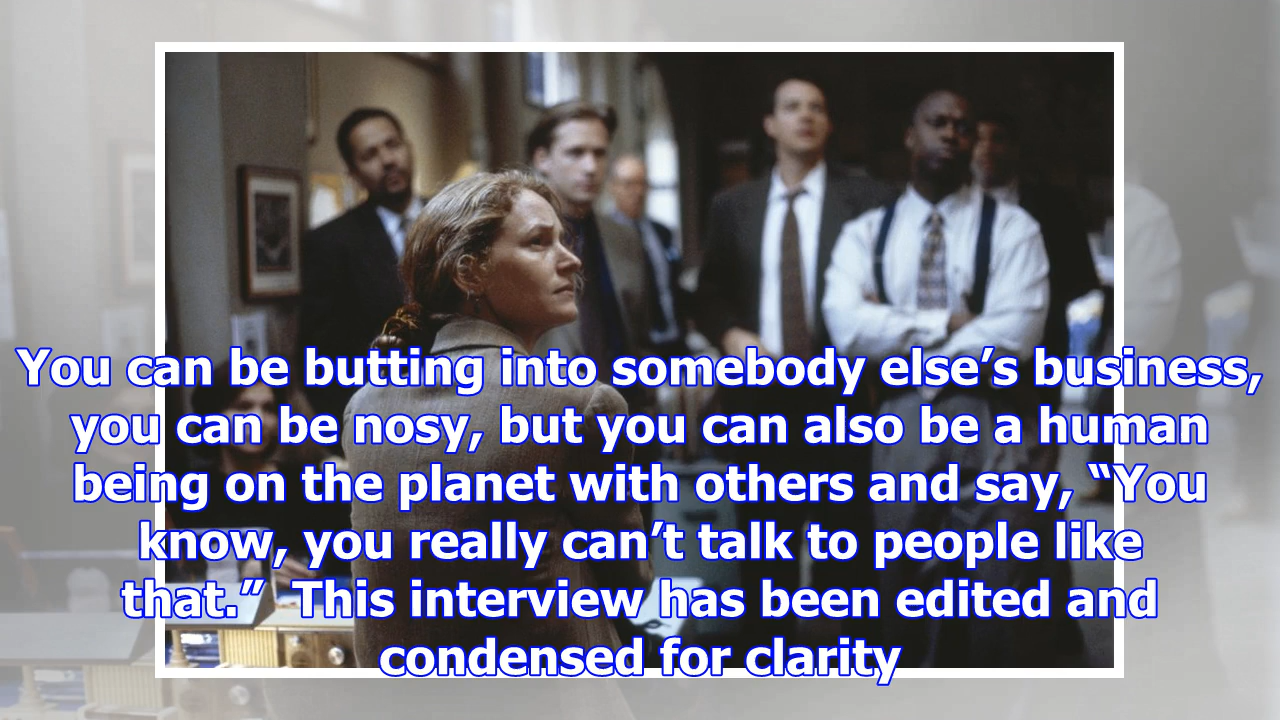 You can be butting into somebody else’s business,
you can be nosy, but you can also be a human
being on the planet with others and say, “You
know, you really can’t talk to people like
that.”  This interview has been edited and
condensed for clarity